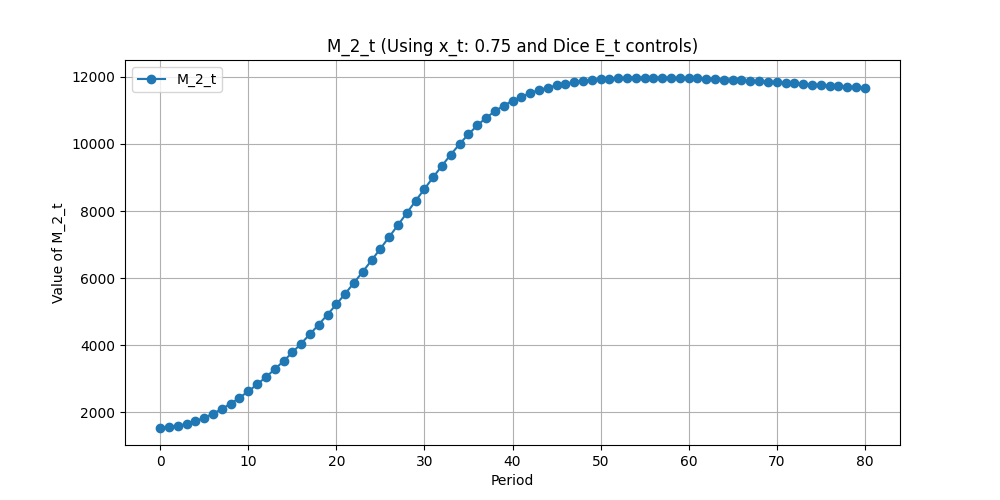 M_2_t (Using x_t: 0.75 and Dice E_t controls)
M_2_t
12000
10000
8000
6000
4000
2000
Value of M_2_t
0 10 20 30 40 50 60 70 80
Period